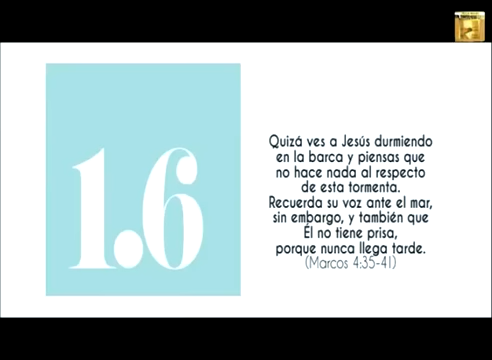 1.6
Quizá ves a Jesús durmiendo
en la barca y piensas que
no hace nada al respecto
de esta tormenta.
Recuerda su voz ante el mar,
sin embargo, y también que
Él no tiene prisa,
porque nunca llega tarde.
(Marcos 4:35-41)